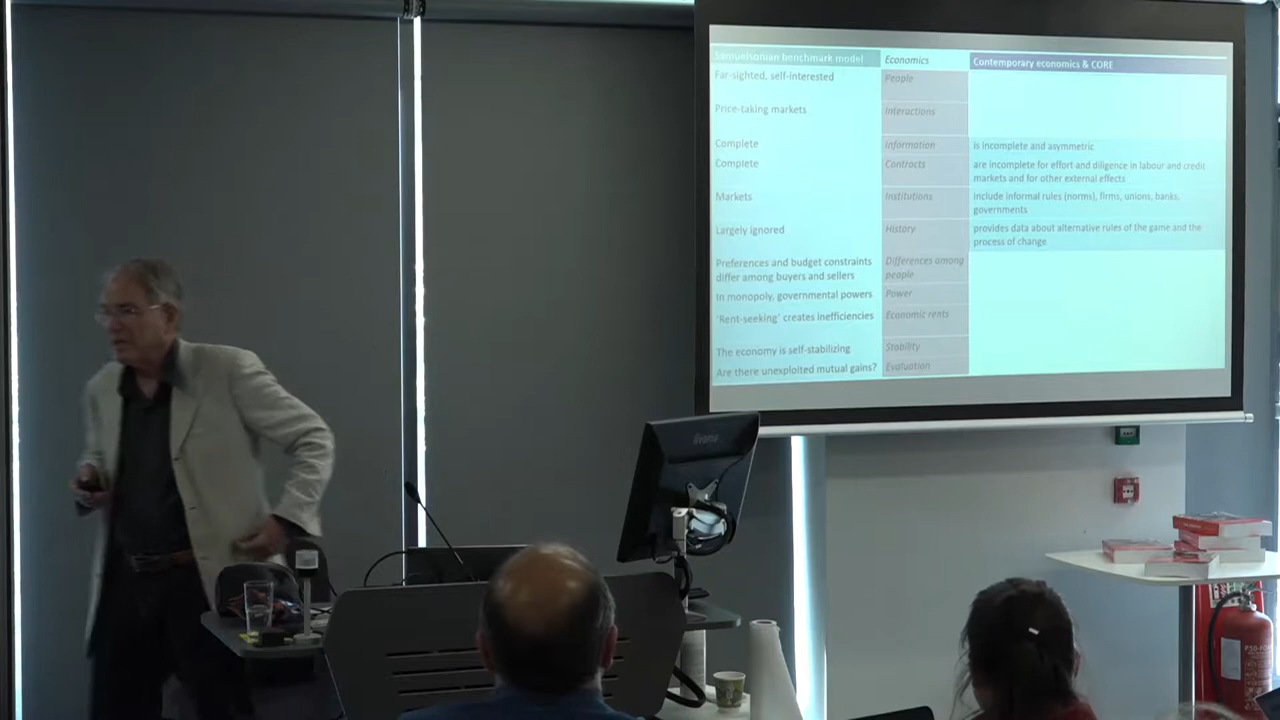 Samuelsonian benchmark model Economics Contemporary economics & CORE
Far-sighted, self-interested People
Price-taking markets Interactions
Complete Information is incomplete and asymmetric
Complete Contracts are incomplete for effort and diligence in labour and credit
markets and for other external effects
Markets Institutions include informal rules (norms), firms, unions, banks,
governments
Largely ignored History provides data about alternative rules of the game and the
process of change
Preferences and budget constraints Differences among
differ among buyers and sellers people
In monopoly, governmental powers Power
'Rent-seeking' creates inefficiencies Economic rents
The economy is self-stabilizing Stability
Are there unexploited mutual gains? Evaluation
iiyama